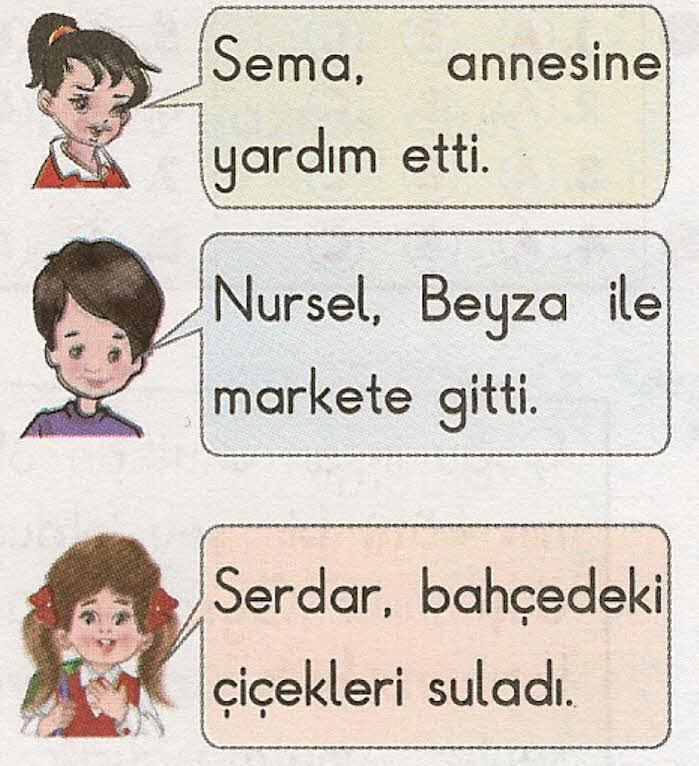 Sema, annesine
yardım etti.
Nursel, Beyza ile
markete gitti.
Serdar, bahçedeki
çiçekleri suladı.